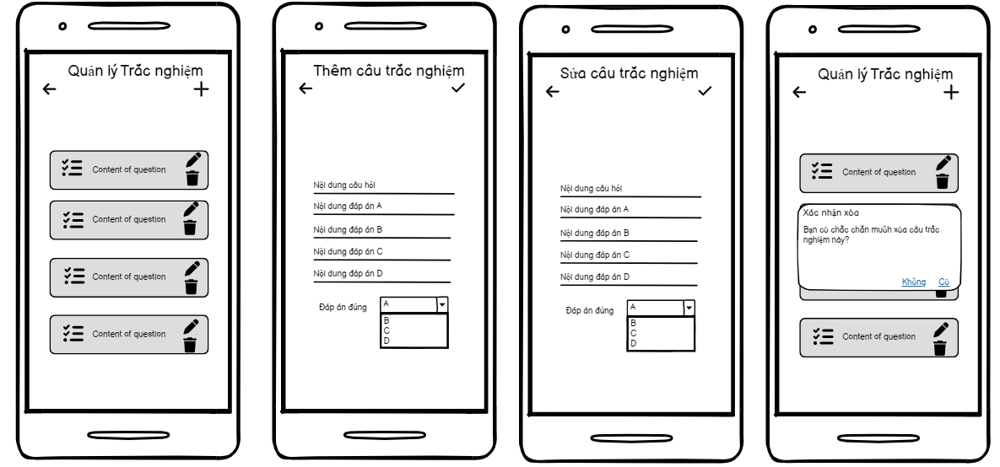 Quản lý Trắc nghiệm
Content of question
Content of question
Content of question
Content of question
Thêm câu trắc nghiệm
Nội dung câu hỏi
Nội dung đáp án A
Nội dung đáp án B
Nội dung đáp án C
Nội dung đáp án D
Đáp án đúng
A
B
C
D
Sửa câu trắc nghiệm
Nội dung câu hỏi
Nội dung đáp án A
Nội dung đáp án B
Nội dung đáp án C
Nội dung đáp án D
Đáp án đúng
A
B
C
D
Quản lý Trắc nghiệm
Content of question
Xác nhận xóa
Bạn có chắc chắn muốn xóa câu trắc
nghiệm này?
Không Có
Content of question